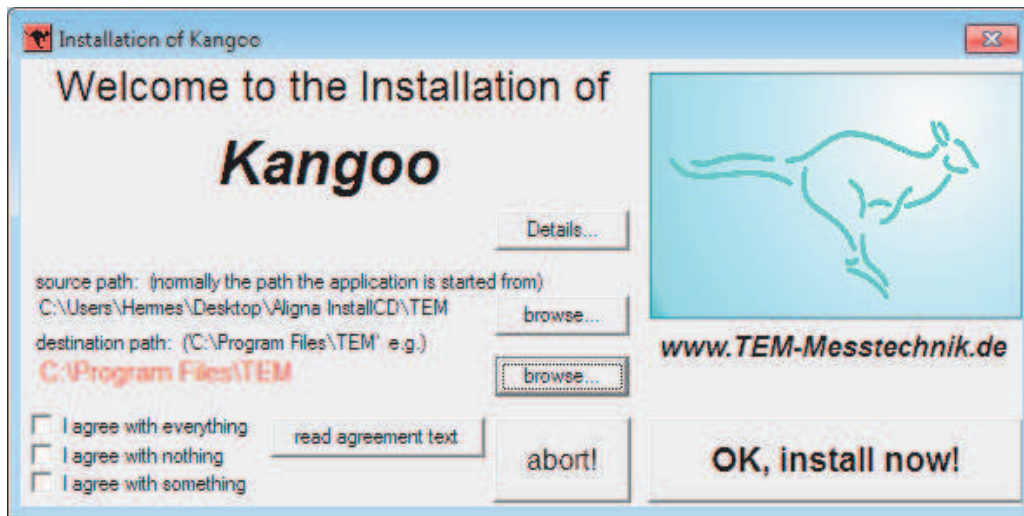 Installation of Kangoo
Welcome to the Installation of
Kangoo
Details...
source path: (normally the path the application is started from)
C:\Users\Hermes\Desktop\Aligna InstallCD\TEM
browse...
destination path: ('C:\Program Files\TEM' e.g.)
C:\Program Files\TEM
browse...
www.TEM-Messtechnik.de
I agree with everything
I agree with nothing
I agree with something
read agreement text
abort!
OK, install now!